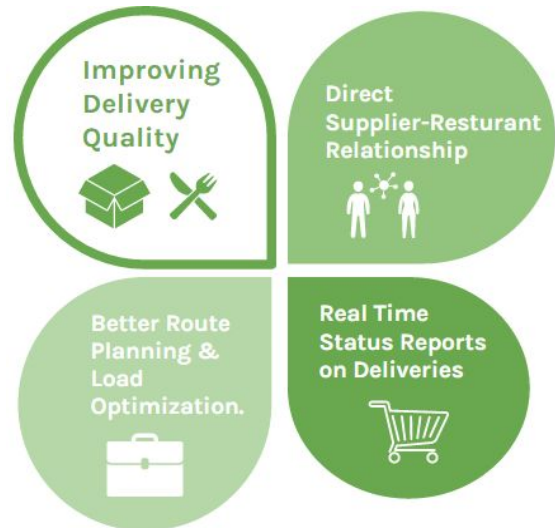 Improving
Delivery
Quality
Direct
Supplier-Resturant
Relationship
Better Route
Planning &
Load
Optimization.
Real Time
Status Reports
on Deliveries